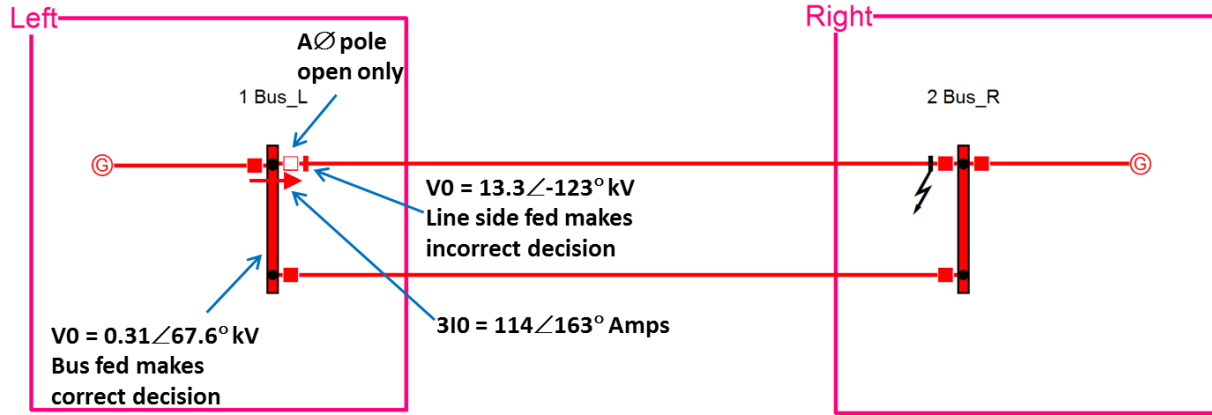 Left
Right
AØ pole
open only
1 Bus_L
2 Bus_R
G
G
V0 = 13.3∠-123° kV
Line side fed makes
incorrect decision
3I0 = 114∠163° Amps
V0 = 0.31∠67.6° kV
Bus fed makes
correct decision